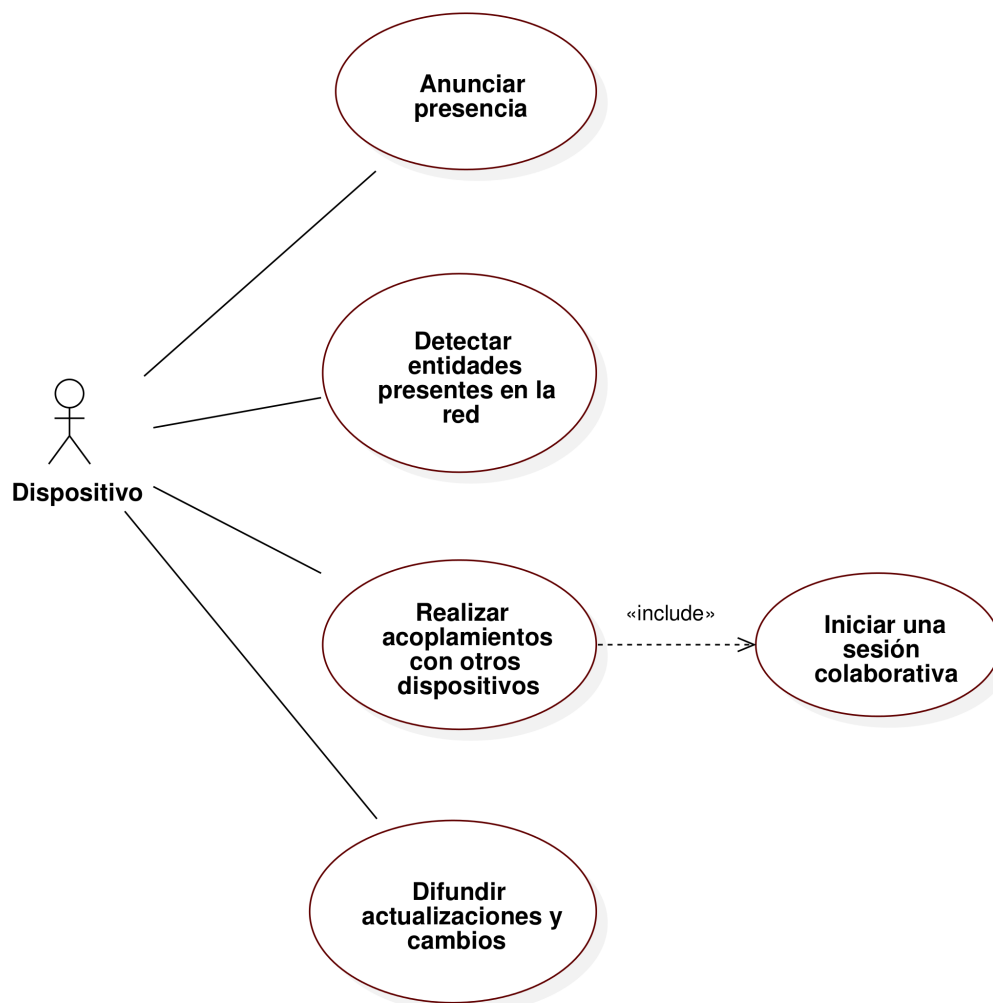 Anunciar
presencia
Detectar
entidades
presentes en la
red
Dispositivo
Realizar
acoplamientos
con otros
dispositivos
«include»
Iniciar una
sesión
colaborativa
Difundir
actualizaciones y
cambios